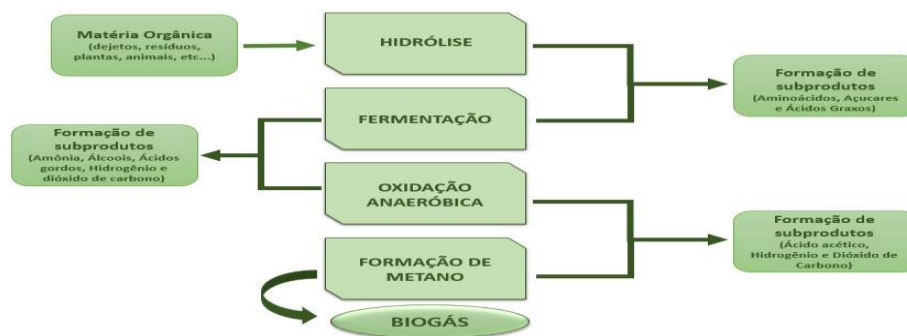 Matéria Orgânica
(dejetos, resíduos,
plantas, animais, etc...)
HIDRÓLISE
Formação de
subprodutos
(Aminoácidos, Açucares
e Ácidos Graxos)
FERMENTAÇÃO
Formação de
subprodutos
(Amônia, Álcoois, Ácidos
gordos, Hidrogênio e
dióxido de carbono)
OXIDAÇÃO
ANAERÓBICA
Formação de
subprodutos
(Ácido acético,
Hidrogênio e Dióxido de
Carbono)
FORMAÇÃO DE
METANO
BIOGÁS